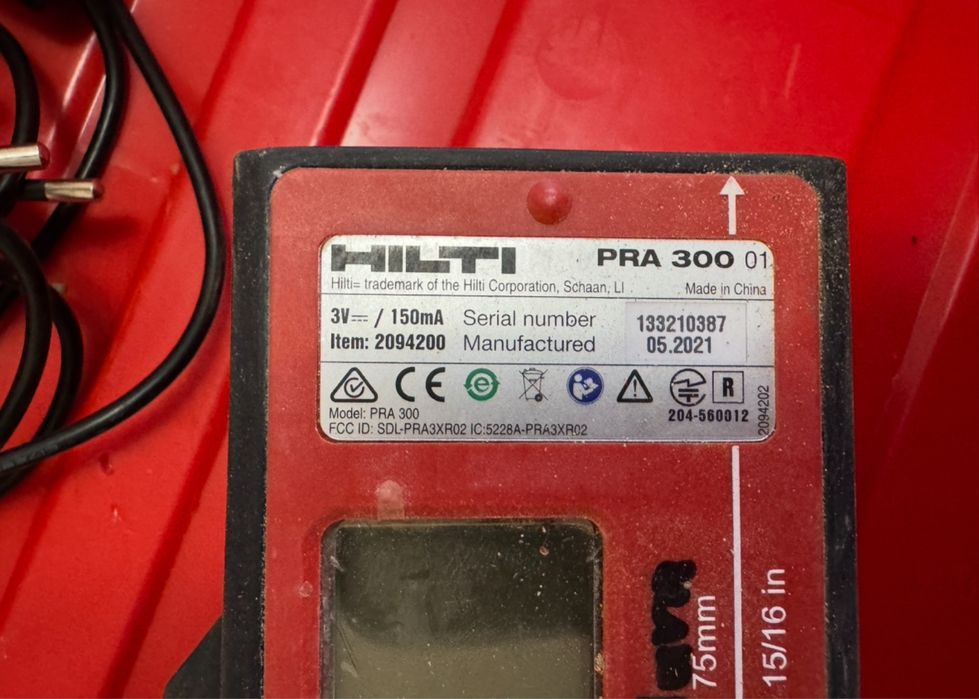 HILTI PRA 300 01
Hilti= trademark of the Hilti Corporation, Schaan, LI Made in China
3V⎓ / 150mA Serial number 133210387
Item: 2094200 Manufactured 05.2021
CE e R
204-560012
2094202
Model: PRA 300
FCC ID: SDL-PRA3XR02 IC:5228A-PRA3XR02
75mm
15/16 in